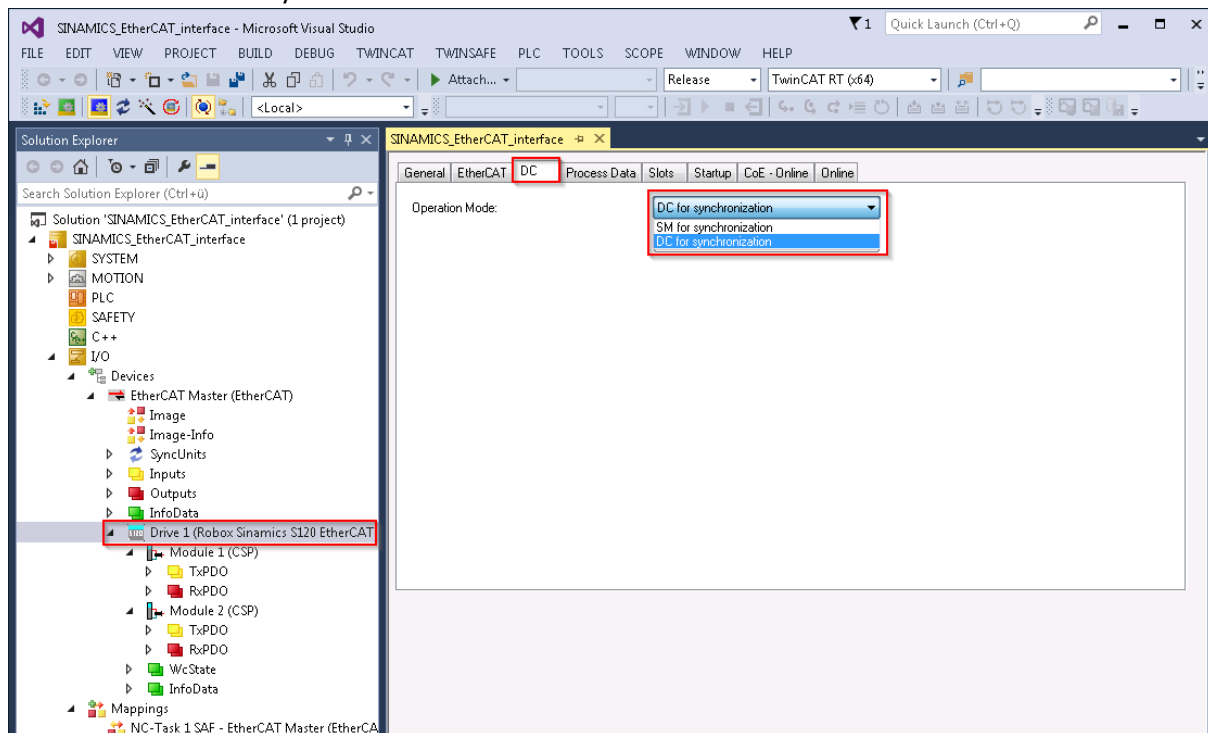 SINAMICS_EtherCAT_interface - Microsoft Visual Studio
1 Quick Launch (Ctrl+Q)
FILE EDIT VIEW PROJECT BUILD DEBUG TWINCAT TWINSAFE PLC TOOLS SCOPE WINDOW HELP
Attach... Release TwinCAT RT (x64)
<Local>
Solution Explorer
Search Solution Explorer (Ctrl+ü)
Solution 'SINAMICS_EtherCAT_interface' (1 project)
SINAMICS_EtherCAT_interface
SYSTEM
MOTION
PLC
SAFETY
C++
I/O
Devices
EtherCAT Master (EtherCAT)
Image
Image-Info
SyncUnits
Inputs
Outputs
InfoData
Drive 1 (Robox Sinamics S120 EtherCAT
Module 1 (CSP)
TxPDO
RxPDO
Module 2 (CSP)
TxPDO
RxPDO
WcState
InfoData
Mappings
NC-Task 1 SAF - EtherCAT Master (EtherCA
SINAMICS_EtherCAT_interface
General EtherCAT DC Process Data Slots Startup CoE - Online Online
Operation Mode: DC for synchronization
SM for synchronization
DC for synchronization